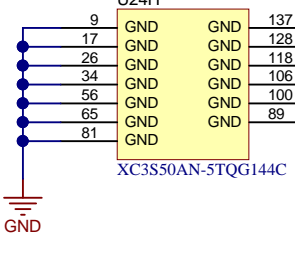 U24H
9 GND GND 137
17 GND GND 128
26 GND GND 118
34 GND GND 106
56 GND GND 100
65 GND GND 89
81 GND
XC3S50AN-5TQG144C
GND